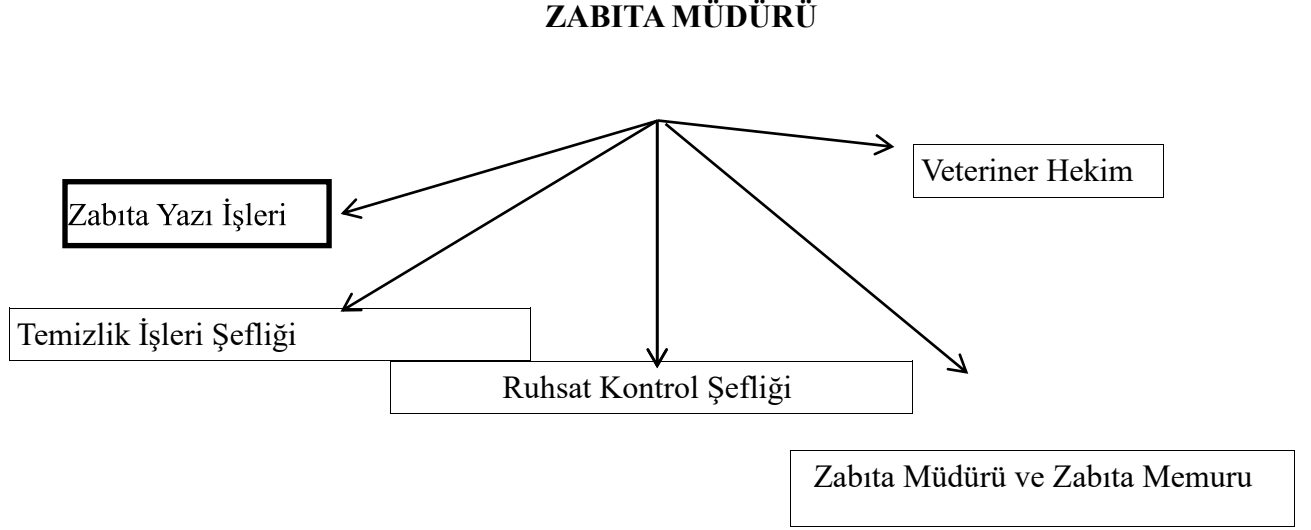 ZABITA MÜDÜRÜ
Veteriner Hekim
Zabıta Yazı İşleri
Temizlik İşleri Şefliği
Ruhsat Kontrol Şefliği
Zabıta Müdürü ve Zabıta Memuru